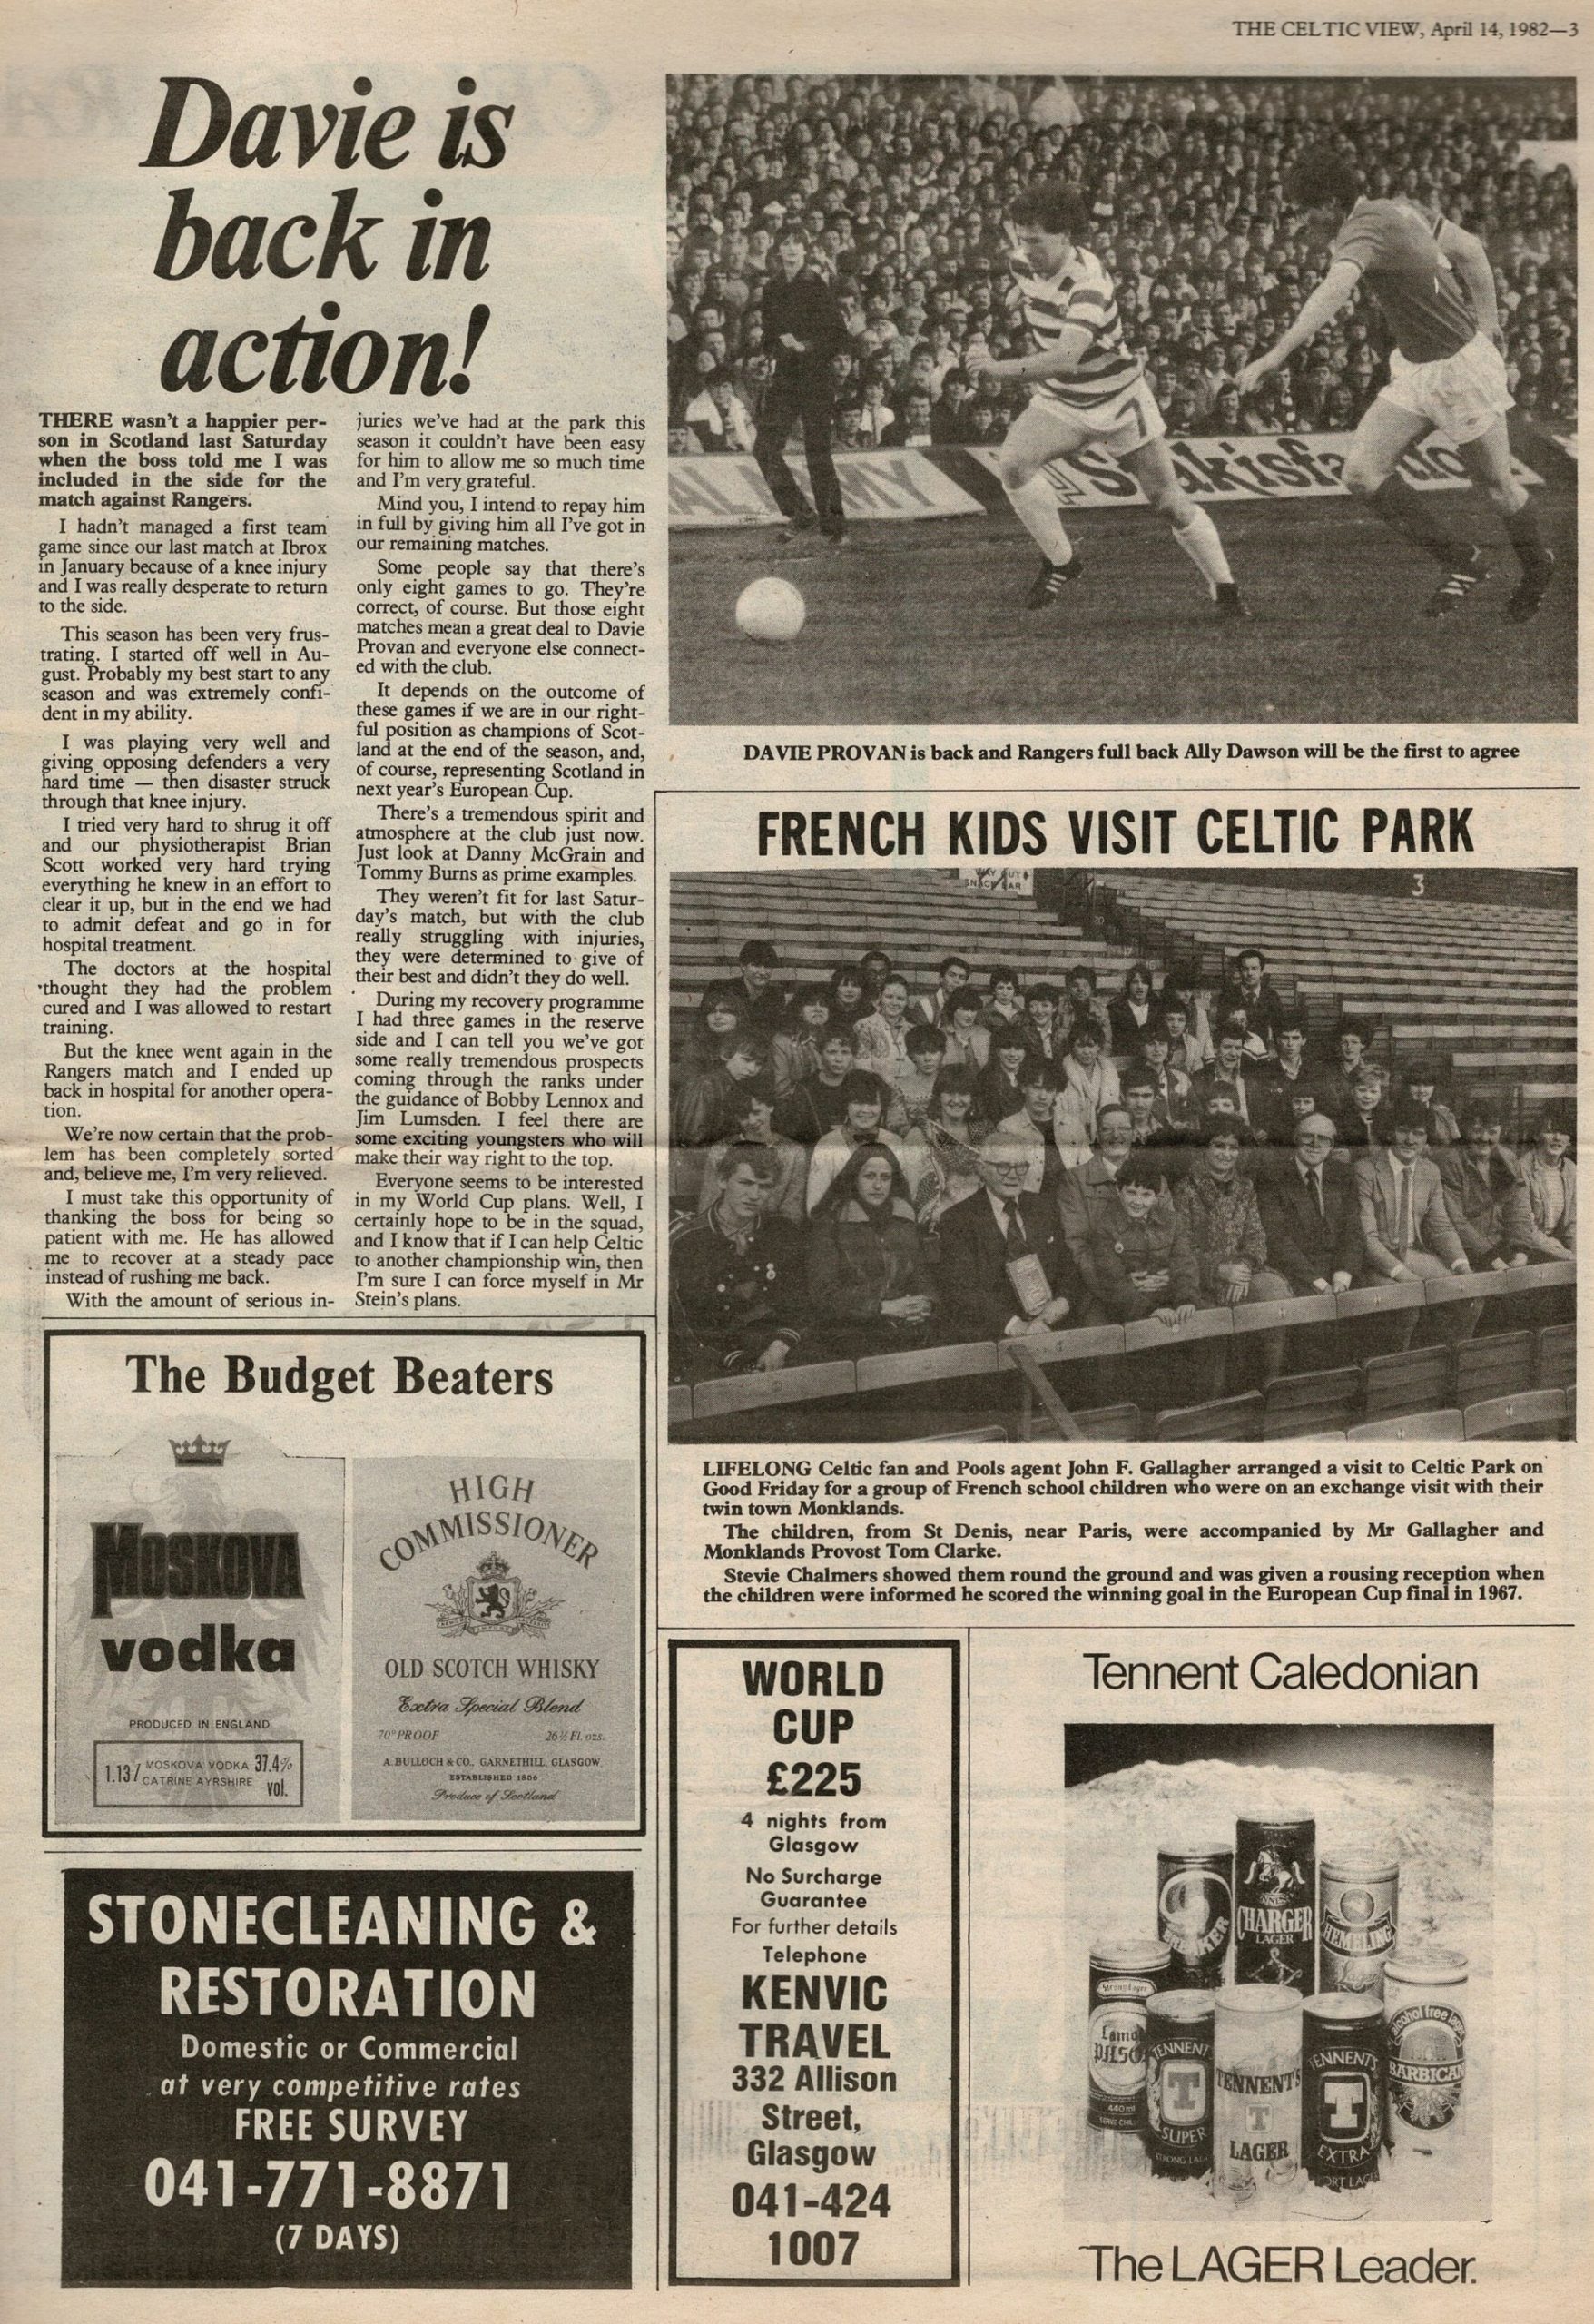 THE CELTIC VIEW, April 14, 1982—3
Davie is
back in
action!
THERE wasn't a happier per-
son in Scotland last Saturday
when the boss told me I was
included in the side for the
match against Rangers.
I hadn't managed a first team
game since our last match at Ibrox
in January because of a knee injury
and I was really desperate to return
to the side.
This season has been very frus-
trating. I started off well in Au-
gust. Probably my best start to any
season and was extremely confi-
dent in my ability.
I was playing very well and
giving opposing defenders a very
hard time — then disaster struck
through that knee injury.
I tried very hard to shrug it off
and our physiotherapist Brian
Scott worked very hard trying
everything he knew in an effort to
clear it up, but in the end we had
to admit defeat and go in for
hospital treatment.
The doctors at the hospital
thought they had the problem
cured and I was allowed to restart
training.
But the knee went again in the
Rangers match and I ended up
back in hospital for another opera-
tion.
We're now certain that the prob-
lem has been completely sorted
and, believe me, I'm very relieved.
I must take this opportunity of
thanking the boss for being so
patient with me. He has allowed
me to recover at a steady pace
instead of rushing me back.
With the amount of serious in-
juries we've had at the park this
season it couldn't have been easy
for him to allow me so much time
and I'm very grateful.
Mind you, I intend to repay him
in full by giving him all I've got in
our remaining matches.
Some people say that there's
only eight games to go. They're
correct, of course. But those eight
matches mean a great deal to Davie
Provan and everyone else connect-
ed with the club.
It depends on the outcome of
these games if we are in our right-
ful position as champions of Scot-
land at the end of the season, and,
of course, representing Scotland in
next year's European Cup.
There's a tremendous spirit and
atmosphere at the club just now.
Just look at Danny McGrain and
Tommy Burns as prime examples.
They weren't fit for last Satur-
day's match, but with the club
really struggling with injuries,
they were determined to give of
their best and didn't they do well.
During my recovery programme
I had three games in the reserve
side and I can tell you we've got
some really tremendous prospects
coming through the ranks under
the guidance of Bobby Lennox and
Jim Lumsden. I feel there are
some exciting youngsters who will
make their way right to the top.
Everyone seems to be interested
in my World Cup plans. Well, I
certainly hope to be in the squad,
and I know that if I can help Celtic
to another championship win, then
I'm sure I can force myself in Mr
Stein's plans.
7
DAVIE PROVAN is back and Rangers full back Ally Dawson will be the first to agree
FRENCH KIDS VISIT CELTIC PARK
WAY OUT
SNACK BAR
3
LIFELONG Celtic fan and Pools agent John F. Gallagher arranged a visit to Celtic Park on
Good Friday for a group of French school children who were on an exchange visit with their
twin town Monklands.
The children, from St Denis, near Paris, were accompanied by Mr Gallagher and
Monklands Provost Tom Clarke.
Stevie Chalmers showed them round the ground and was given a rousing reception when
the children were informed he scored the winning goal in the European Cup final in 1967.
The Budget Beaters
MOSKOVA
vodka
PRODUCED IN ENGLAND
1.13 l MOSKOVA VODKA 37.4%
CATRINE AYRSHIRE vol.
HIGH
COMMISSIONER
OLD SCOTCH WHISKY
Extra Special Blend
70° PROOF 26⅔ Fl. ozs.
A. BULLOCH & CO., GARNETHILL, GLASGOW
ESTABLISHED 1856
Produce of Scotland
STONECLEANING &
RESTORATION
Domestic or Commercial
at very competitive rates
FREE SURVEY
041-771-8871
(7 DAYS)
WORLD
CUP
£225
4 nights from
Glasgow
No Surcharge
Guarantee
For further details
Telephone
KENVIC
TRAVEL
332 Allison
Street,
Glasgow
041-424
1007
Tennent Caledonian
BREAKER
CHARGER
LAGER
HEMELING
Strong Lager
PILS
440ml
TENNENT'S
T
SUPER
STRONG LAGER
TENNENT'S
T
LAGER
TENNENT'S
T
EXTRA
alcohol free lager
BARBICAN
The LAGER Leader.